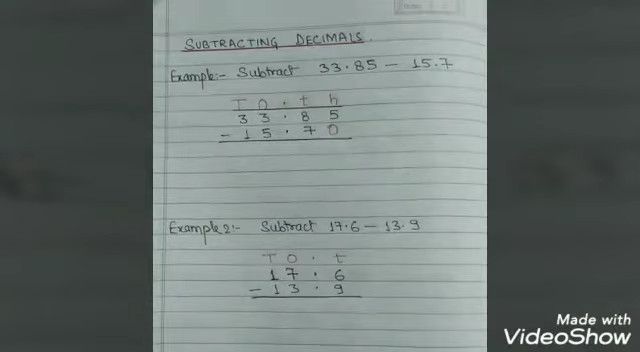 SUBTRACTING DECIMALS.
Example:- Subtract 33.85 - 15.7
T O . t h
3 3 . 8 5
- 1 5 . 7 0
Example 2:- Subtract 17.6 - 13.9
T O . t
1 7 . 6
- 1 3 . 9
Made with
VideoShow